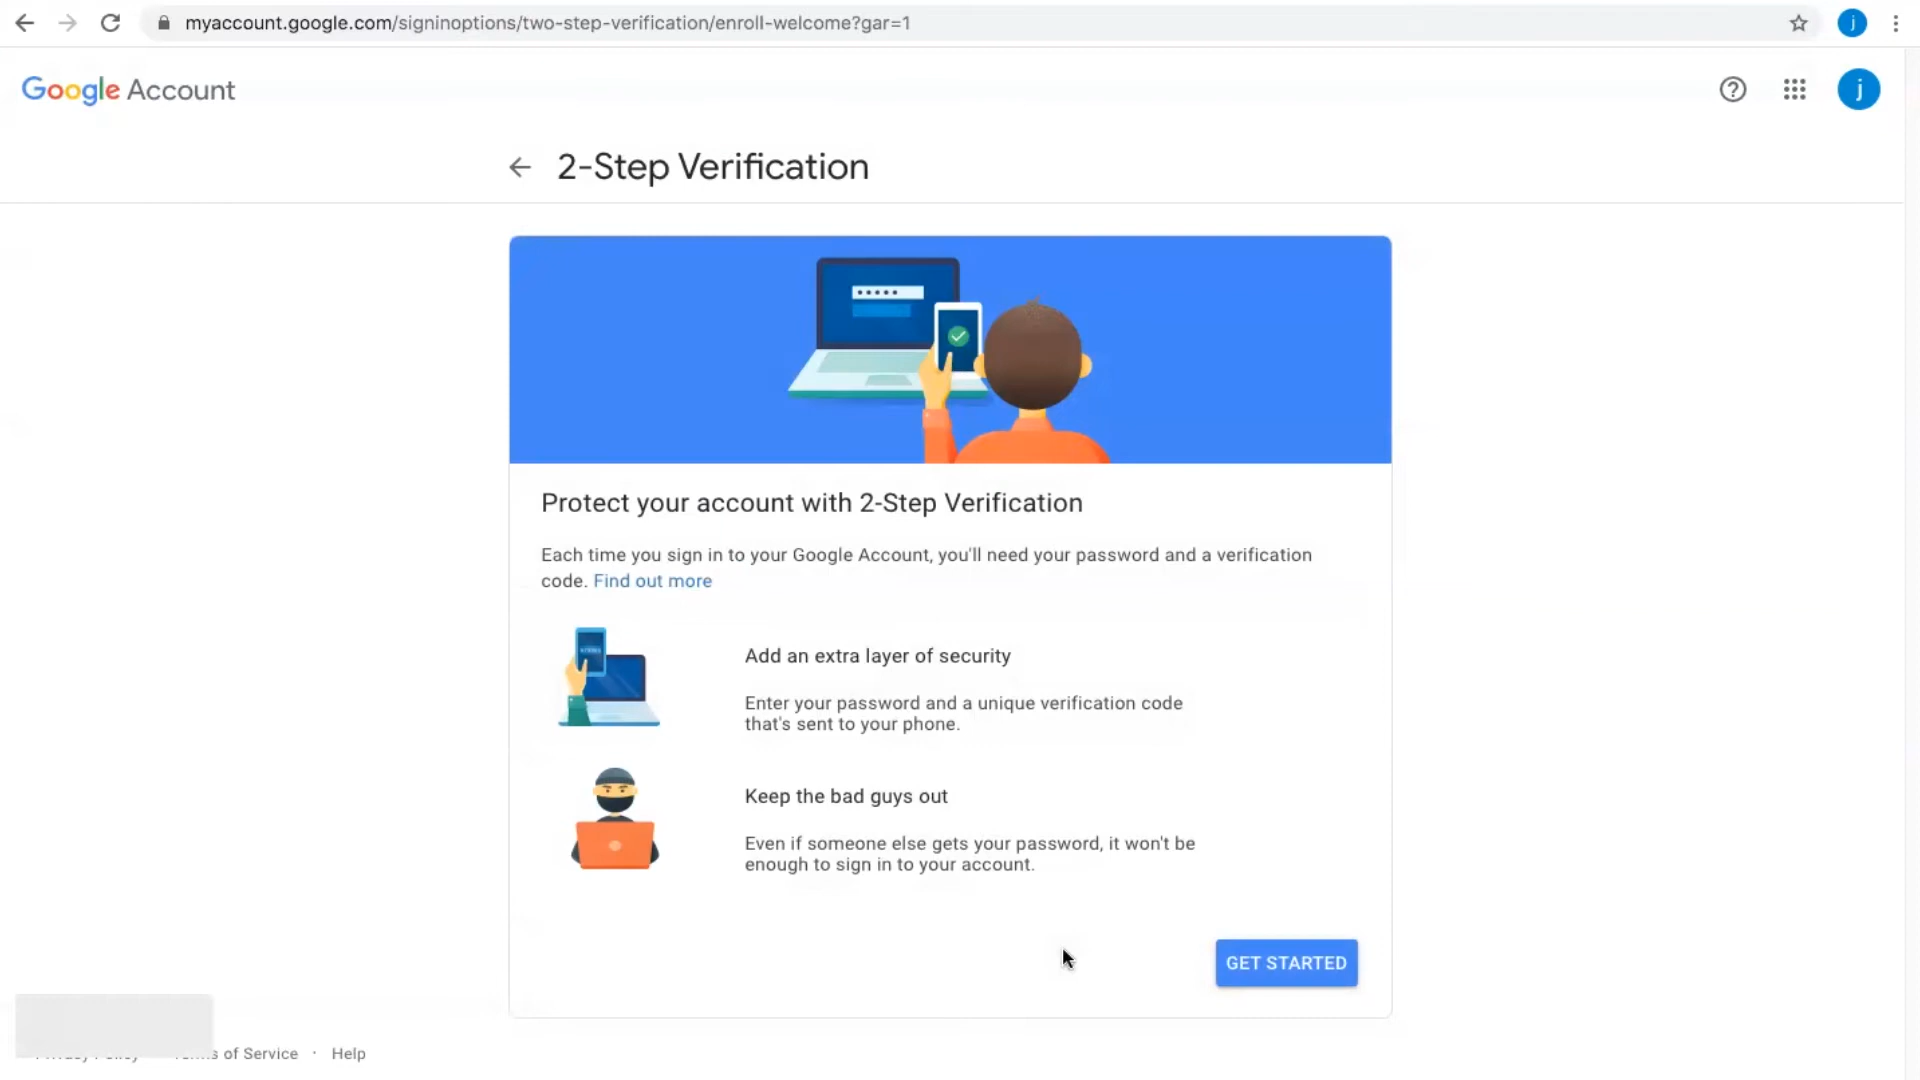 myaccount.google.com/signinoptions/two-step-verification/enroll-welcome?gar=1
j
Google Account
j
2-Step Verification
Protect your account with 2-Step Verification
Each time you sign in to your Google Account, you'll need your password and a verification
code. Find out more
Add an extra layer of security
Enter your password and a unique verification code
that's sent to your phone.
Keep the bad guys out
Even if someone else gets your password, it won't be
enough to sign in to your account.
GET STARTED
of Service · Help